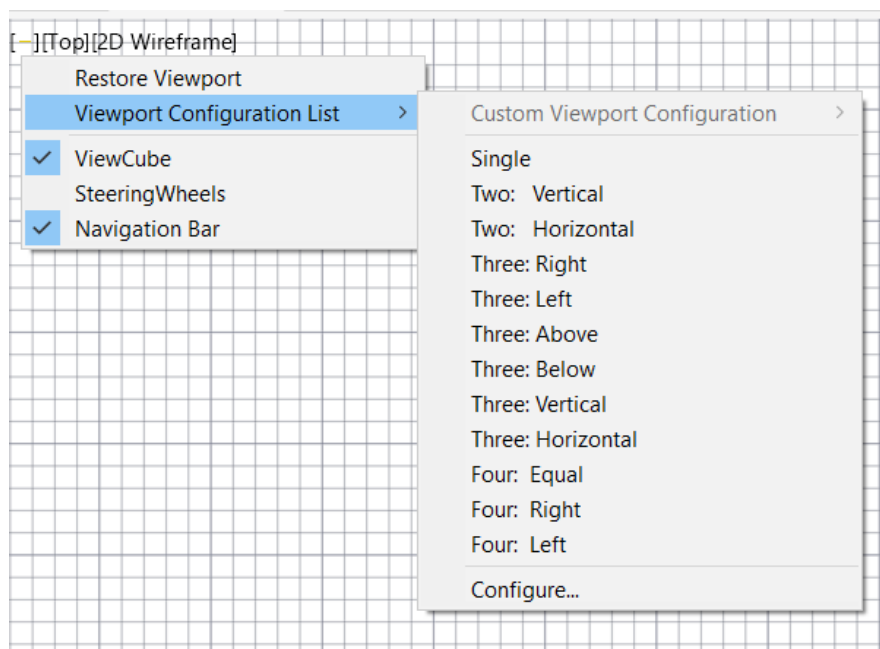 [–][Top][2D Wireframe]
Restore Viewport
Viewport Configuration List
ViewCube
SteeringWheels
Navigation Bar
Custom Viewport Configuration
Single
Two: Vertical
Two: Horizontal
Three: Right
Three: Left
Three: Above
Three: Below
Three: Vertical
Three: Horizontal
Four: Equal
Four: Right
Four: Left
Configure...